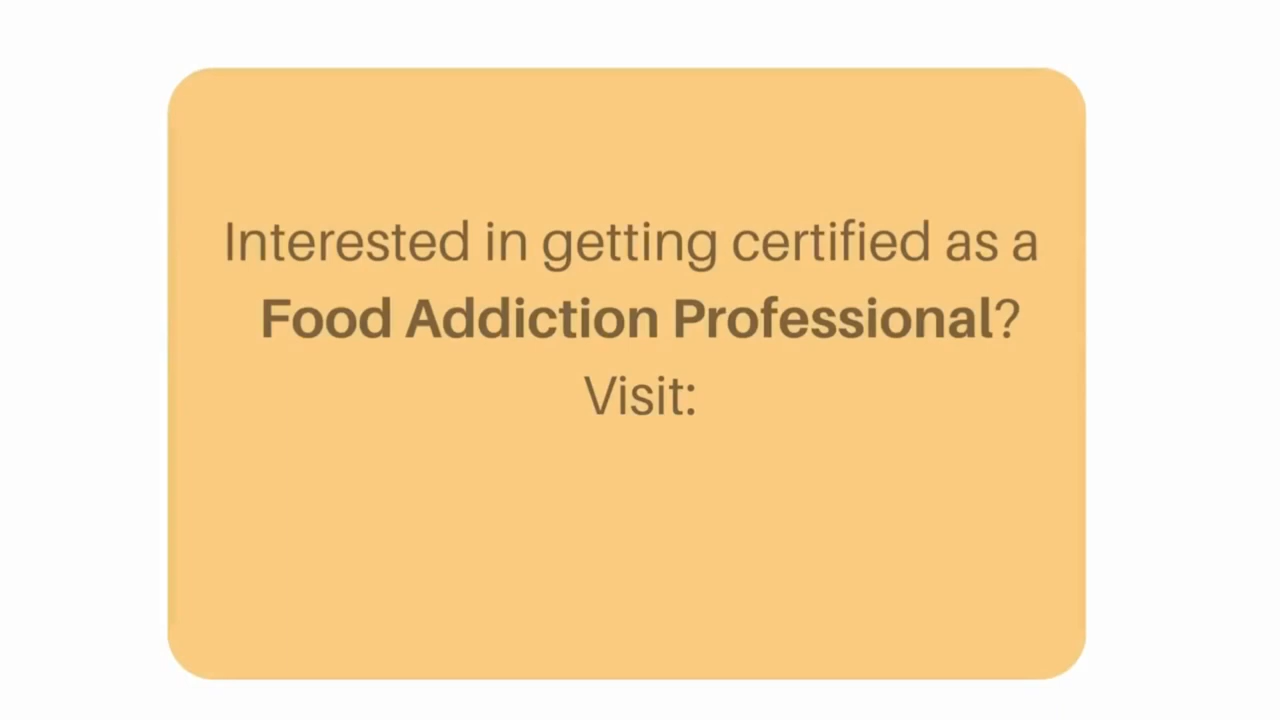 Interested in getting certified as a
Food Addiction Professional?
Visit: